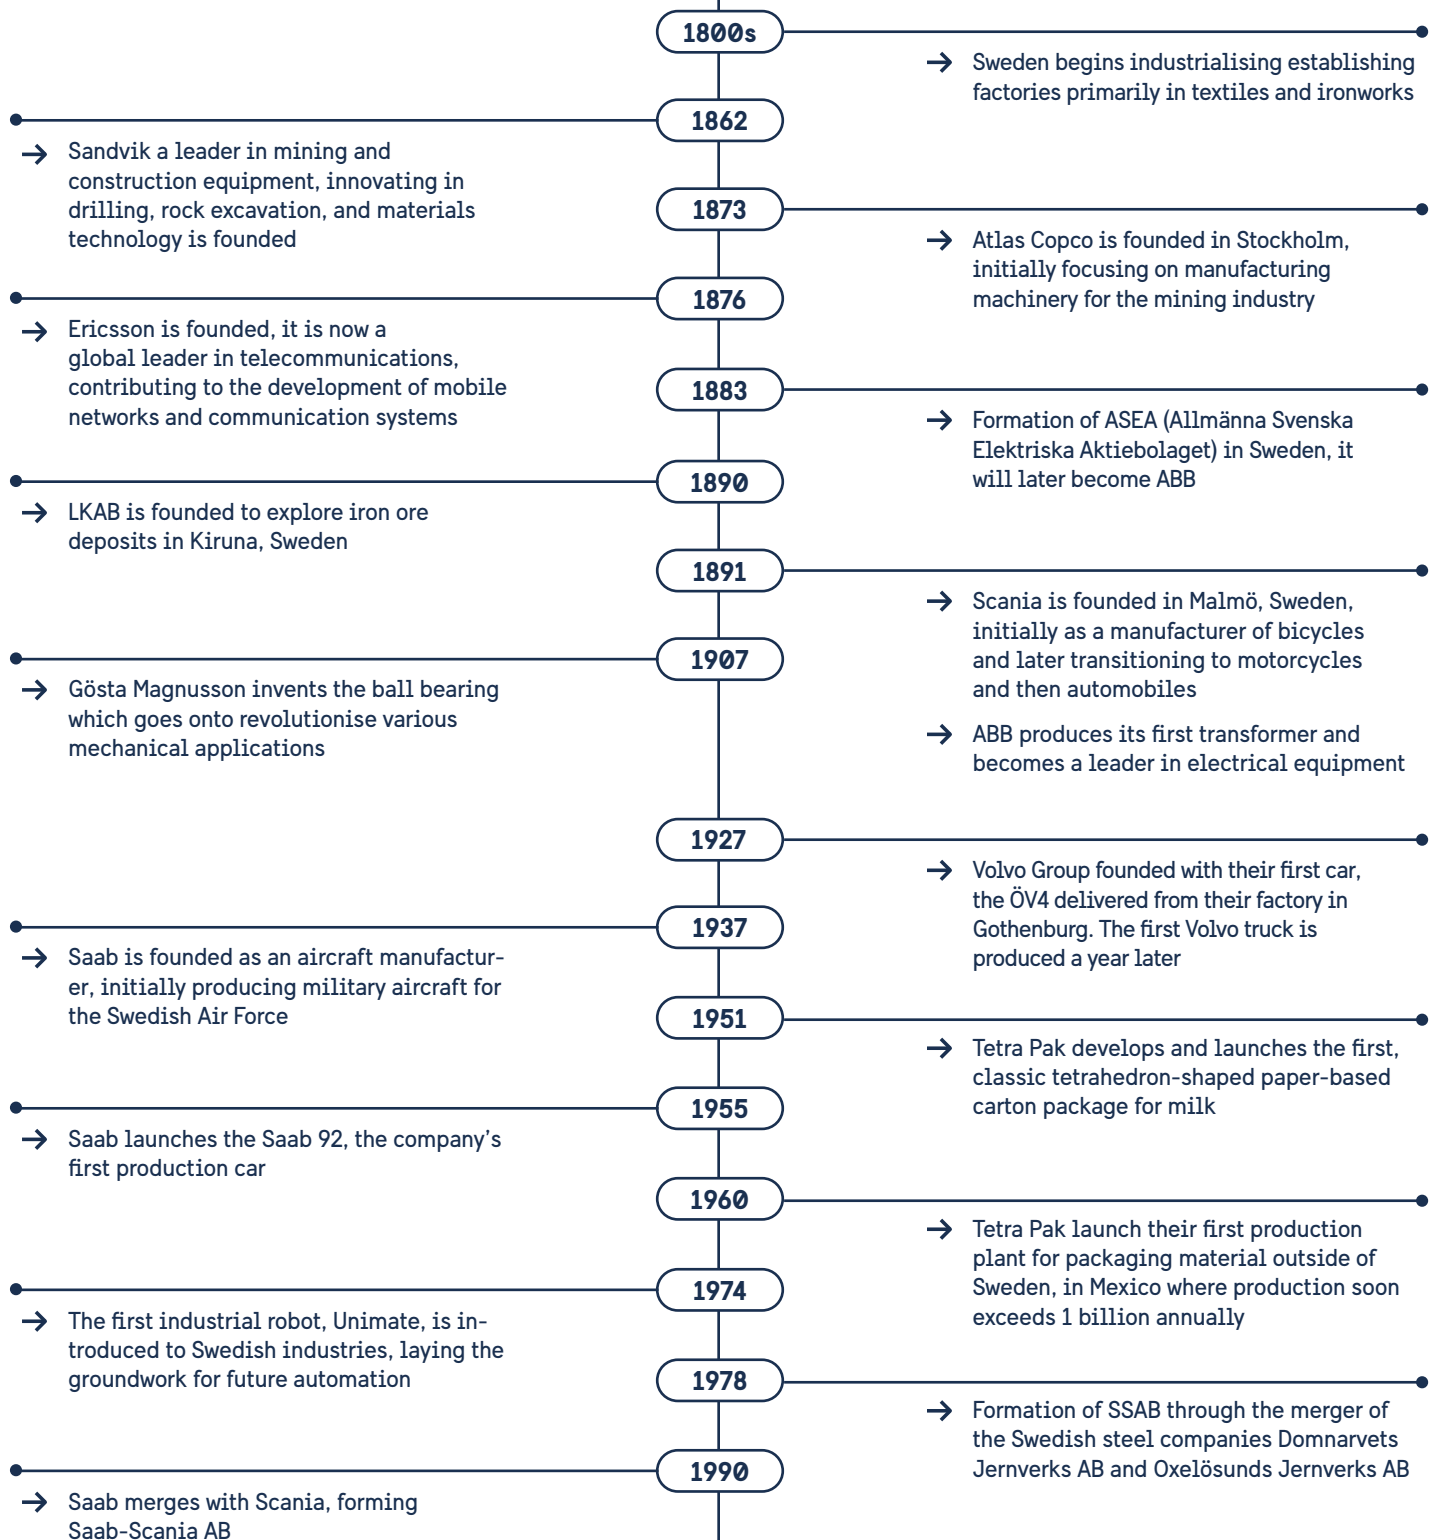 1800s
Sweden begins industrialising establishing
factories primarily in textiles and ironworks
1862
Sandvik a leader in mining and
construction equipment, innovating in
drilling, rock excavation, and materials
technology is founded
1873
Atlas Copco is founded in Stockholm,
initially focusing on manufacturing
machinery for the mining industry
1876
Ericsson is founded, it is now a
global leader in telecommunications,
contributing to the development of mobile
networks and communication systems
1883
Formation of ASEA (Allmänna Svenska
Elektriska Aktiebolaget) in Sweden, it
will later become ABB
1890
LKAB is founded to explore iron ore
deposits in Kiruna, Sweden
1891
Scania is founded in Malmö, Sweden,
initially as a manufacturer of bicycles
and later transitioning to motorcycles
and then automobiles
ABB produces its first transformer and
becomes a leader in electrical equipment
1907
Gösta Magnusson invents the ball bearing
which goes onto revolutionise various
mechanical applications
1927
Volvo Group founded with their first car,
the ÖV4 delivered from their factory in
Gothenburg. The first Volvo truck is
produced a year later
1937
Saab is founded as an aircraft manufactur-
er, initially producing military aircraft for
the Swedish Air Force
1951
Tetra Pak develops and launches the first,
classic tetrahedron-shaped paper-based
carton package for milk
1955
Saab launches the Saab 92, the company's
first production car
1960
Tetra Pak launch their first production
plant for packaging material outside of
Sweden, in Mexico where production soon
exceeds 1 billion annually
1974
The first industrial robot, Unimate, is in-
troduced to Swedish industries, laying the
groundwork for future automation
1978
Formation of SSAB through the merger of
the Swedish steel companies Domnarvets
Jernverks AB and Oxelösunds Jernverks AB
1990
Saab merges with Scania, forming
Saab-Scania AB